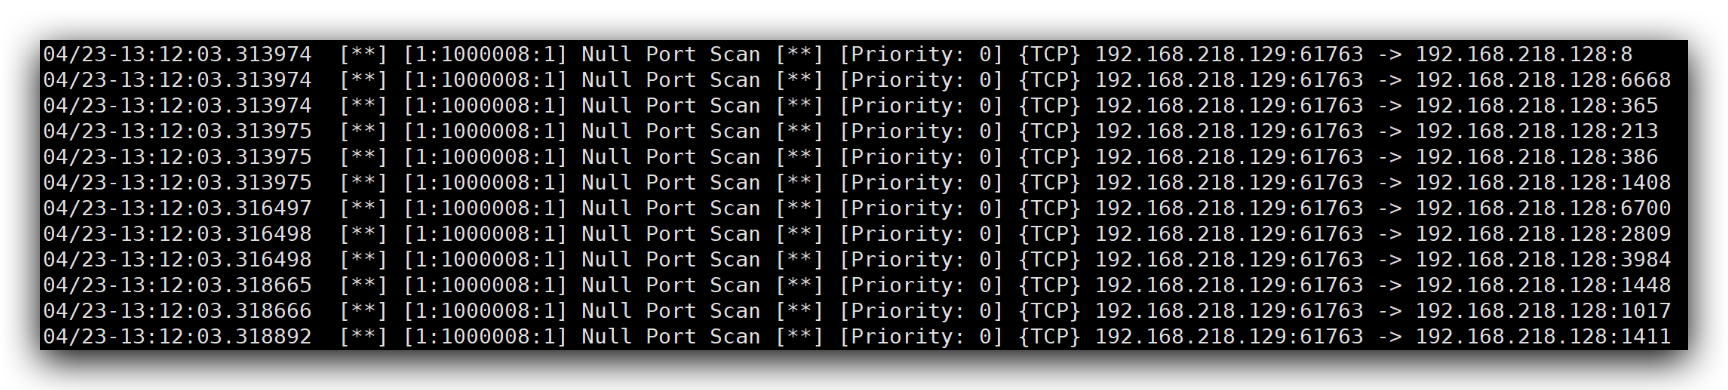 04/23-13:12:03.313974  [**] [1:1000008:1] Null Port Scan [**] [Priority: 0] {TCP} 192.168.218.129:61763 -> 192.168.218.128:8
04/23-13:12:03.313974  [**] [1:1000008:1] Null Port Scan [**] [Priority: 0] {TCP} 192.168.218.129:61763 -> 192.168.218.128:6668
04/23-13:12:03.313974  [**] [1:1000008:1] Null Port Scan [**] [Priority: 0] {TCP} 192.168.218.129:61763 -> 192.168.218.128:365
04/23-13:12:03.313975  [**] [1:1000008:1] Null Port Scan [**] [Priority: 0] {TCP} 192.168.218.129:61763 -> 192.168.218.128:213
04/23-13:12:03.313975  [**] [1:1000008:1] Null Port Scan [**] [Priority: 0] {TCP} 192.168.218.129:61763 -> 192.168.218.128:386
04/23-13:12:03.313975  [**] [1:1000008:1] Null Port Scan [**] [Priority: 0] {TCP} 192.168.218.129:61763 -> 192.168.218.128:1408
04/23-13:12:03.316497  [**] [1:1000008:1] Null Port Scan [**] [Priority: 0] {TCP} 192.168.218.129:61763 -> 192.168.218.128:6700
04/23-13:12:03.316498  [**] [1:1000008:1] Null Port Scan [**] [Priority: 0] {TCP} 192.168.218.129:61763 -> 192.168.218.128:2809
04/23-13:12:03.316498  [**] [1:1000008:1] Null Port Scan [**] [Priority: 0] {TCP} 192.168.218.129:61763 -> 192.168.218.128:3984
04/23-13:12:03.318665  [**] [1:1000008:1] Null Port Scan [**] [Priority: 0] {TCP} 192.168.218.129:61763 -> 192.168.218.128:1448
04/23-13:12:03.318666  [**] [1:1000008:1] Null Port Scan [**] [Priority: 0] {TCP} 192.168.218.129:61763 -> 192.168.218.128:1017
04/23-13:12:03.318892  [**] [1:1000008:1] Null Port Scan [**] [Priority: 0] {TCP} 192.168.218.129:61763 -> 192.168.218.128:1411